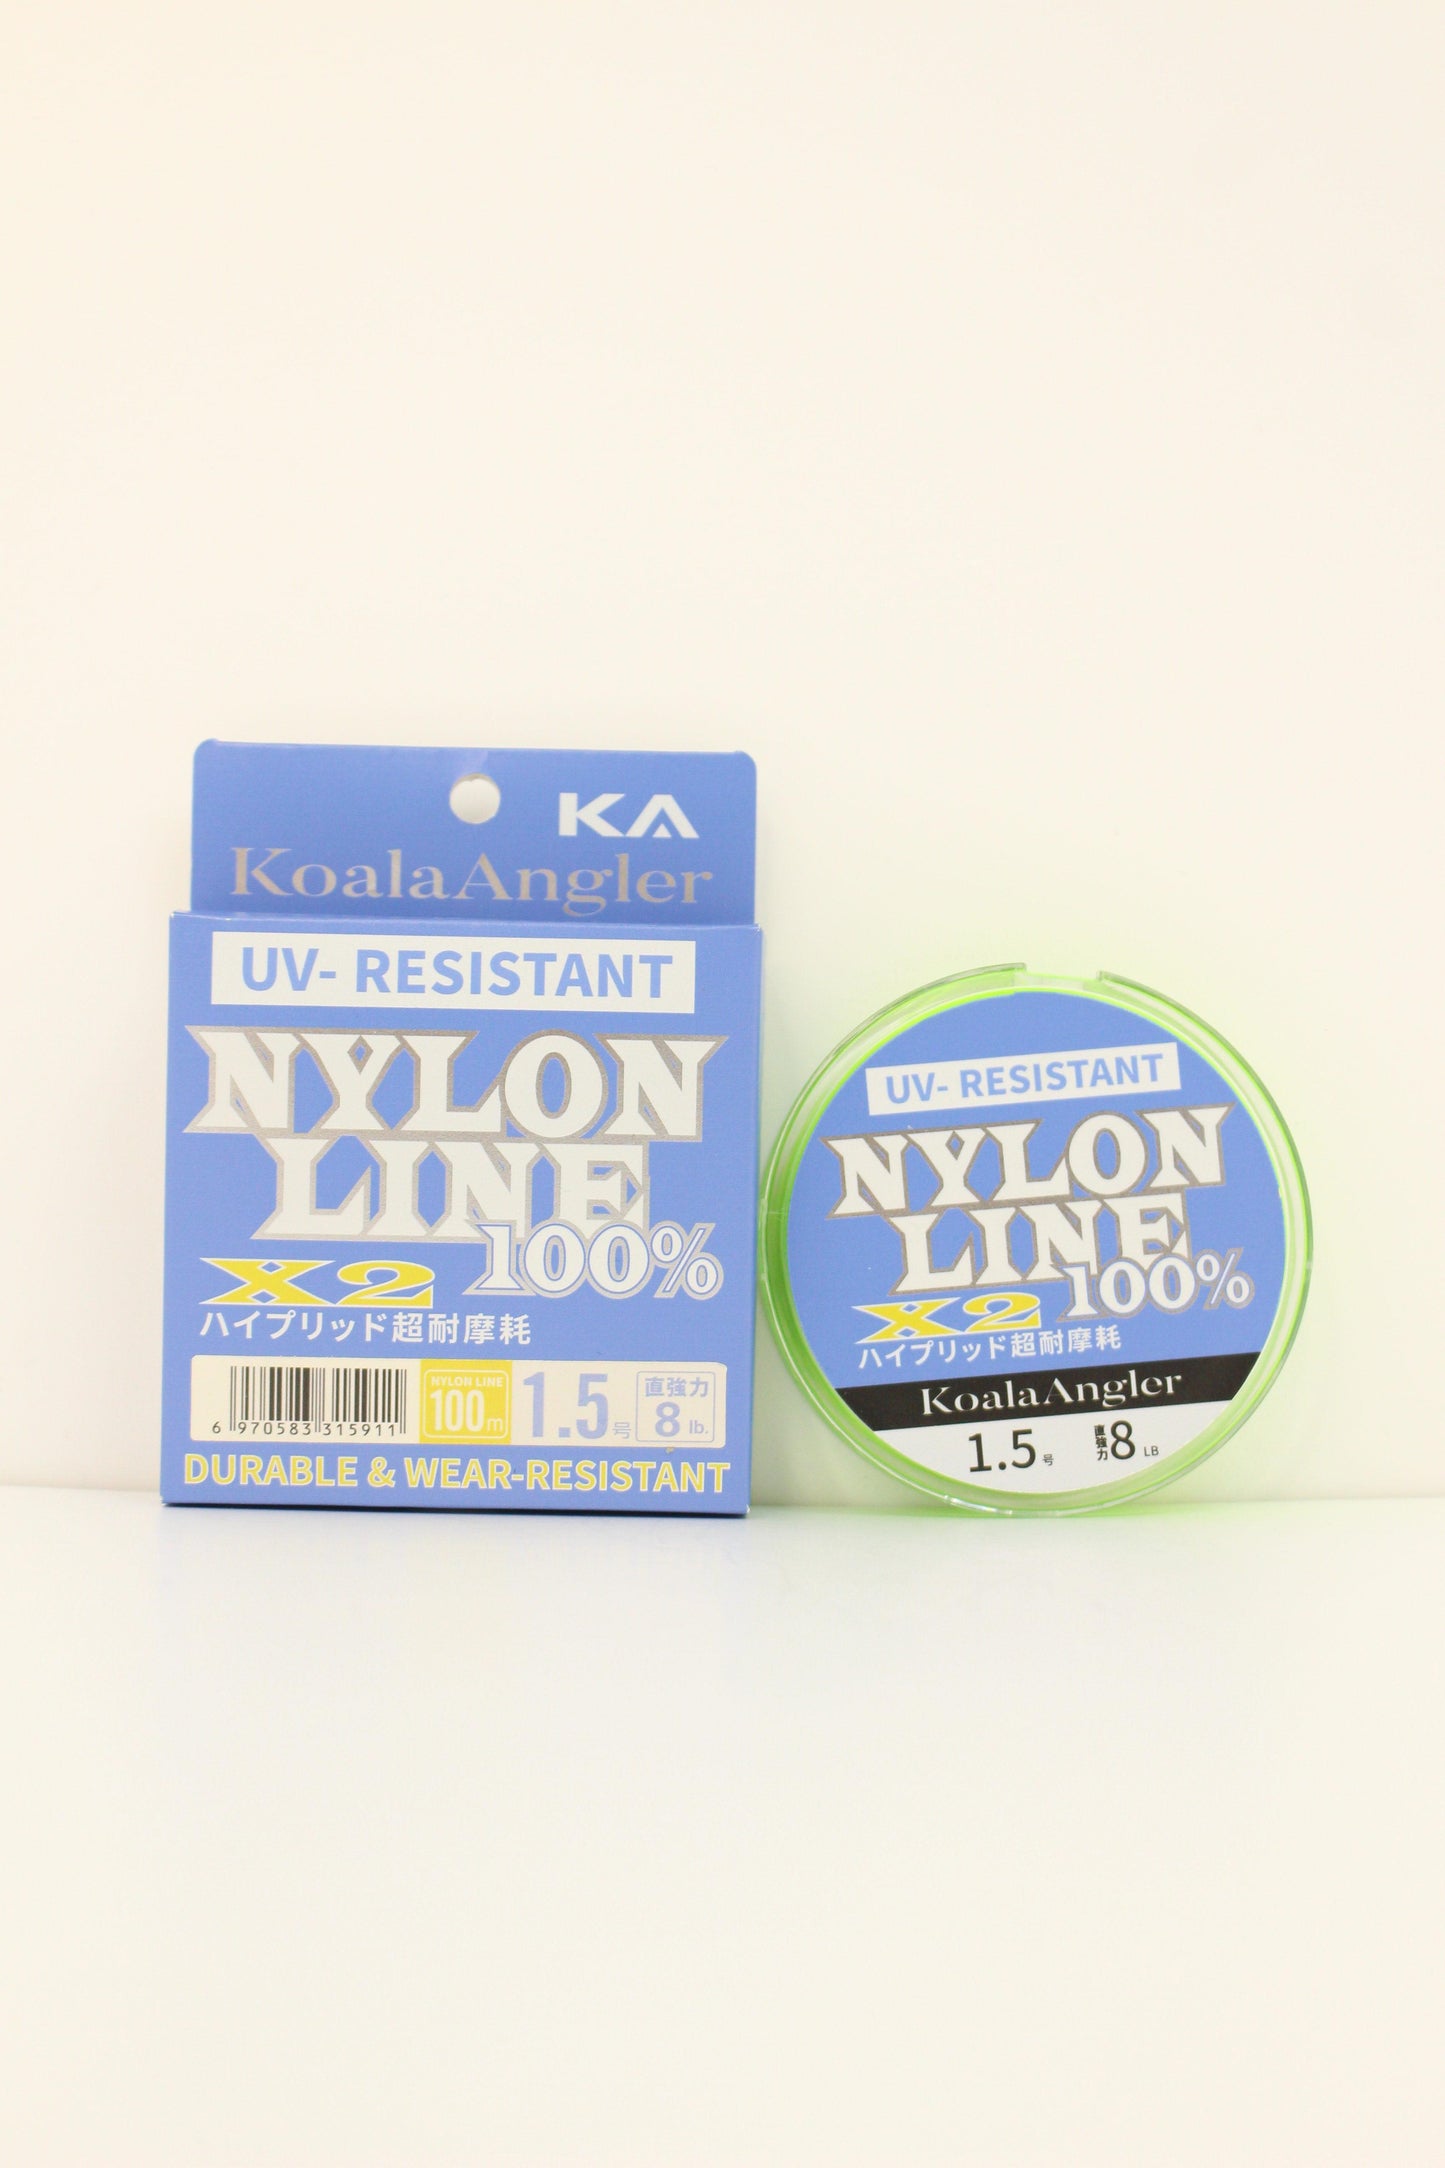 KA
KoalaAngler
UV- RESISTANT
NYLON
LINE
100%
X2
ハイプリッド超耐摩耗
6 970583 315911
NYLON LINE
100m
1.5号
直強力
8 lb.
DURABLE & WEAR-RESISTANT
UV- RESISTANT
NYLON
LINE
100%
X2
ハイプリッド超耐摩耗
KoalaAngler
1.5号 直強力 8 LB